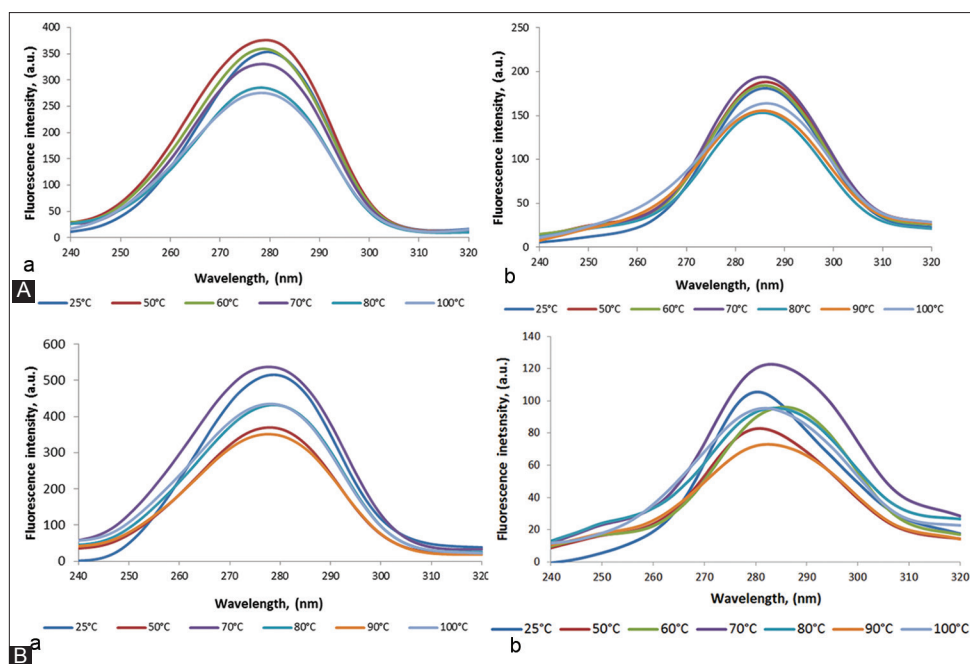 400
350
300
250
200
150
100
50
0
Fluorescence intensity, (a.u.)
240 250 260 270 280 290 300 310 320
Wavelength, (nm)
a
A
25°C 50°C 60°C 70°C 80°C 100°C
250
200
150
100
50
0
Fluorescence intensity, (a.u.)
240 250 260 270 280 290 300 310 320
Wavelength, (nm)
b
25°C 50°C 60°C 70°C 80°C 90°C 100°C
600
500
400
300
200
100
0
Fluorescence intensity, (a.u.)
240 250 260 270 280 290 300 310 320
Wavelength, (nm)
25°C 50°C 70°C 80°C 90°C 100°C
B
a
140
120
100
80
60
40
20
0
Fluorescence inetsnsity, (a.u.)
240 250 260 270 280 290 300 310 320
Wavelength, (nm)
25°C 50°C 60°C 70°C 80°C 90°C 100°C
b